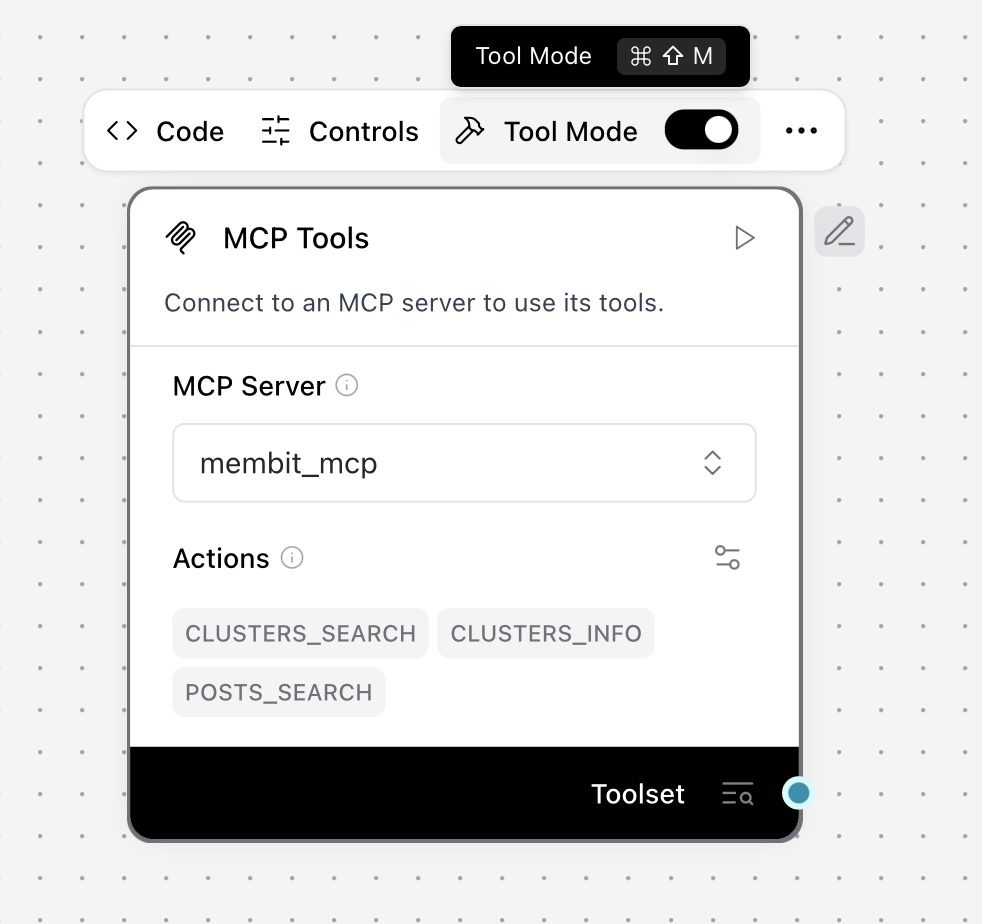 Tool Mode ⌘ ⇧ M
Code Controls Tool Mode
MCP Tools
Connect to an MCP server to use its tools.
MCP Server
membit_mcp
Actions
CLUSTERS_SEARCH CLUSTERS_INFO
POSTS_SEARCH
Toolset